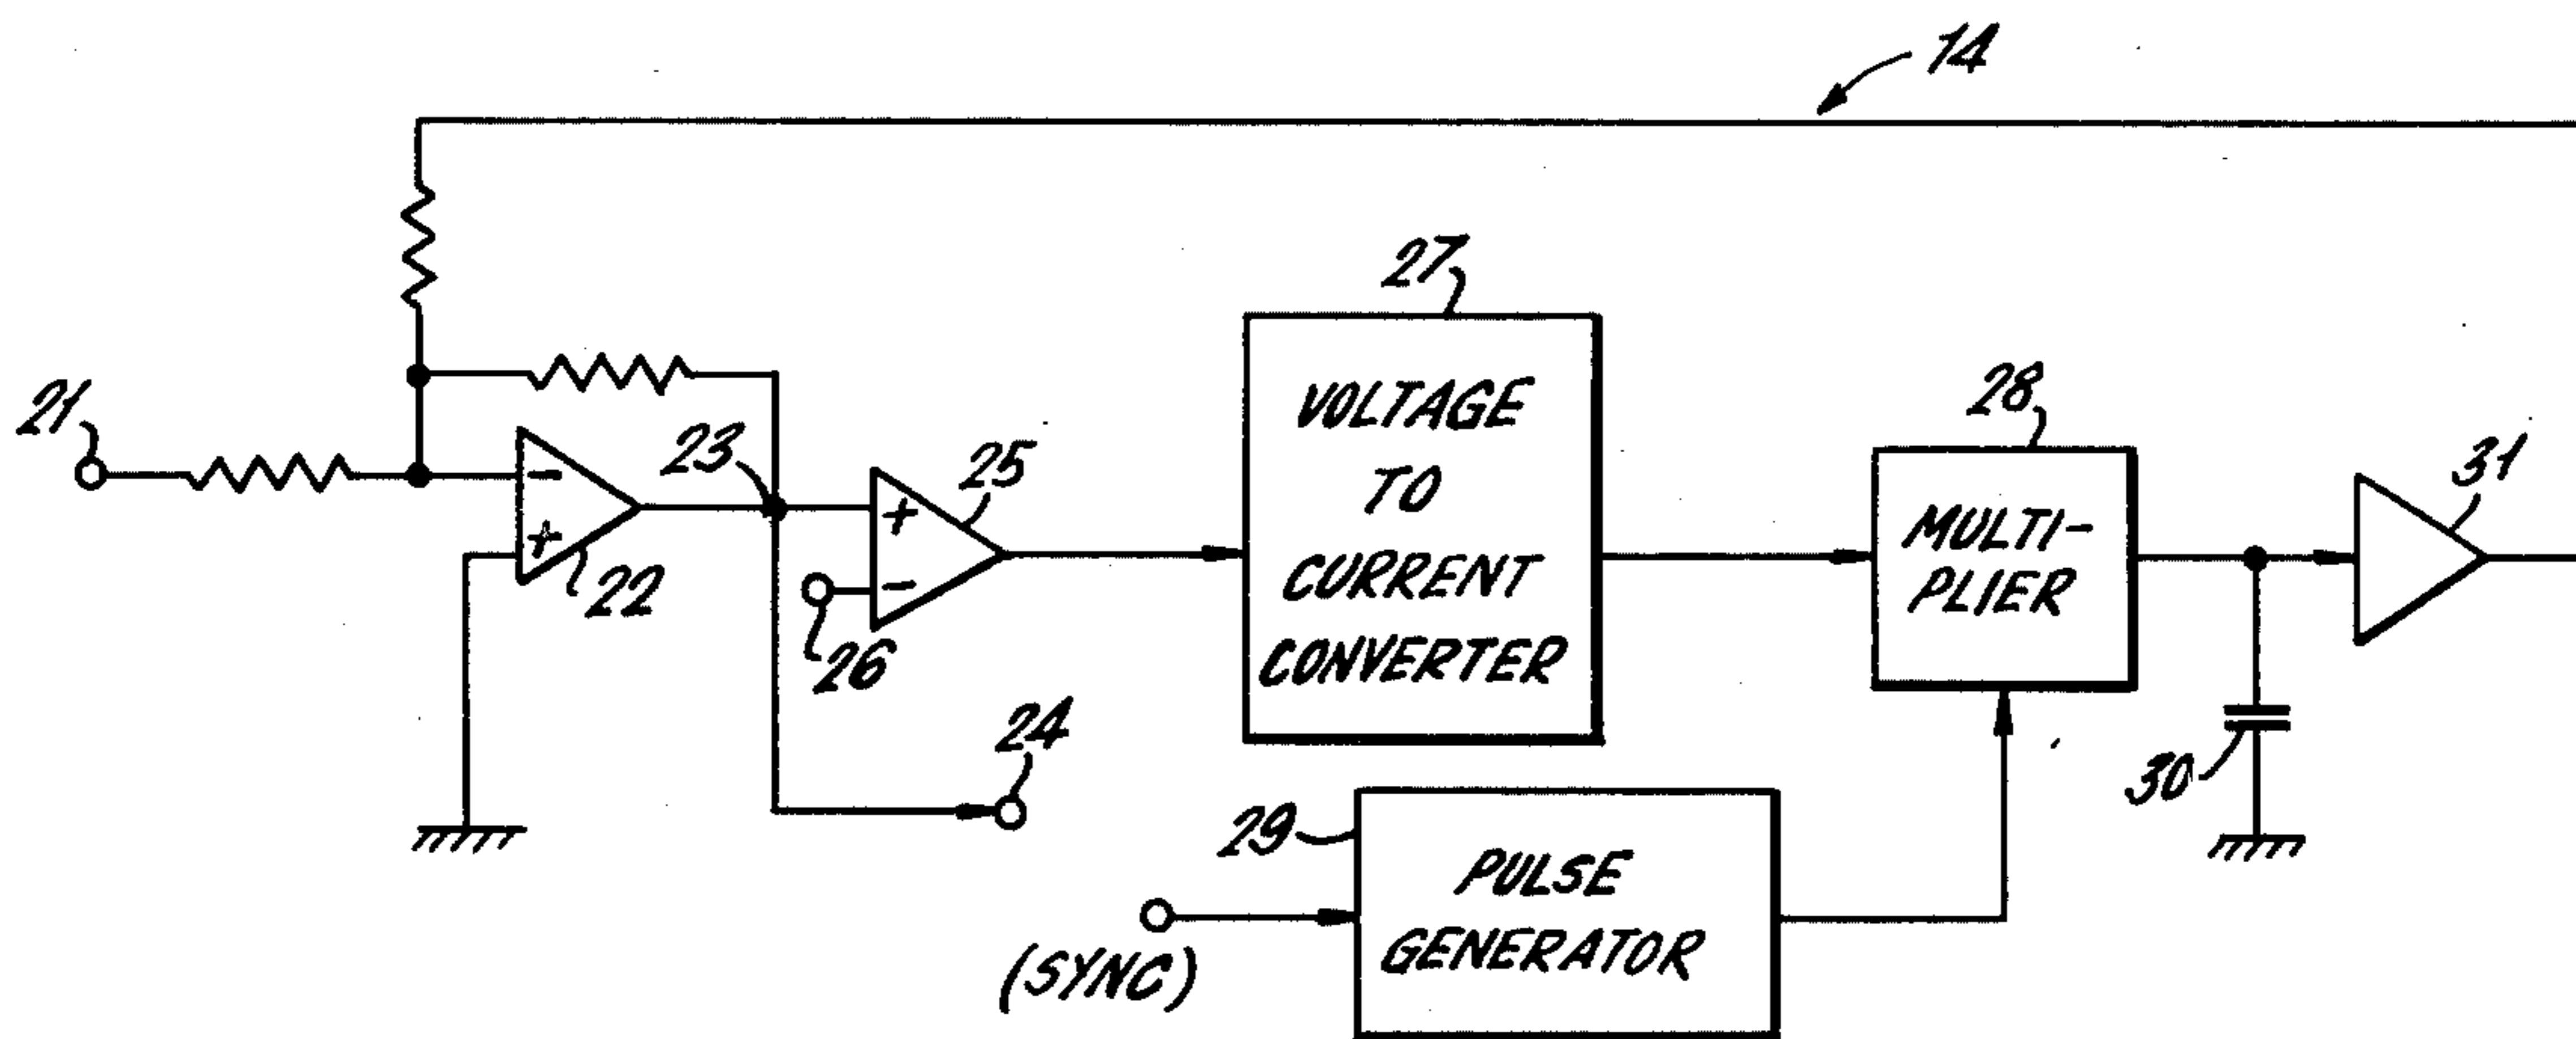 14
27
VOLTAGE
TO
CURRENT
CONVERTER
28
MULTI-
PLIER
31
21
-
+
22
23
25
+
-
26
24
30
29
PULSE
GENERATOR
(SYNC)